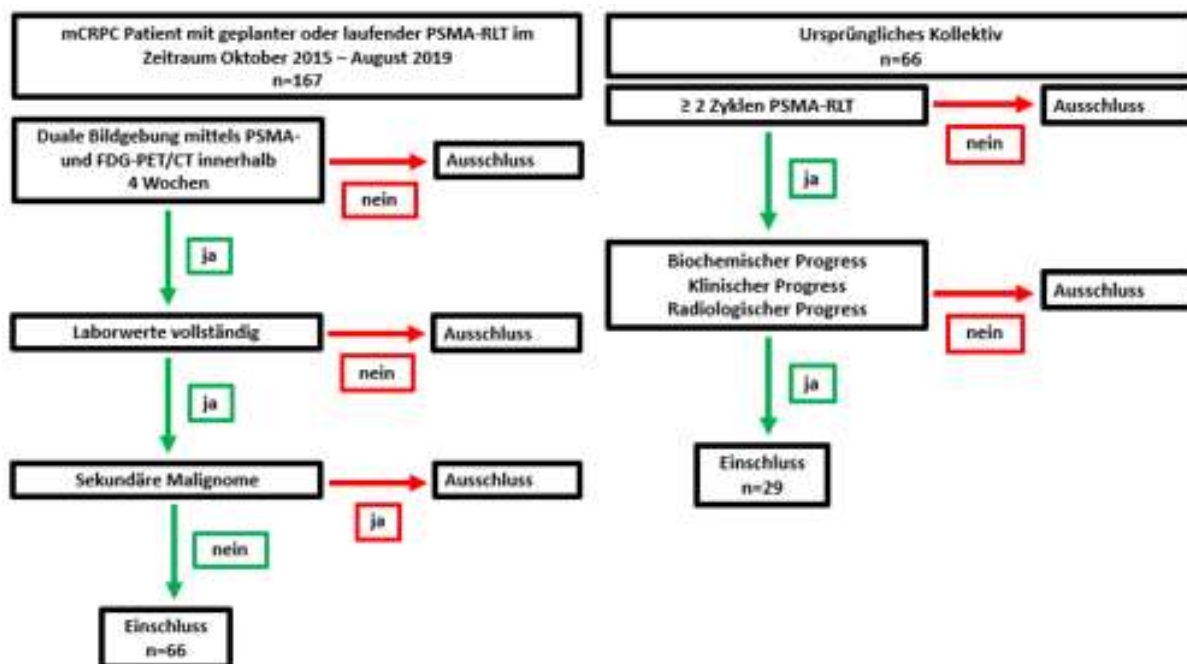 mCRPC Patient mit geplanter oder laufender PSMA-RLT im
Zeitraum Oktober 2015 – August 2019
n=167
Duale Bildgebung mittels PSMA-
und FDG-PET/CT innerhalb
4 Wochen
Ausschluss
nein
ja
Laborwerte vollständig
Ausschluss
nein
ja
Sekundäre Malignome
Ausschluss
ja
nein
Einschluss
n=66
Ursprüngliches Kollektiv
n=66
≥ 2 Zyklen PSMA-RLT
Ausschluss
nein
ja
Biochemischer Progress
Klinischer Progress
Radiologischer Progress
Ausschluss
nein
ja
Einschluss
n=29